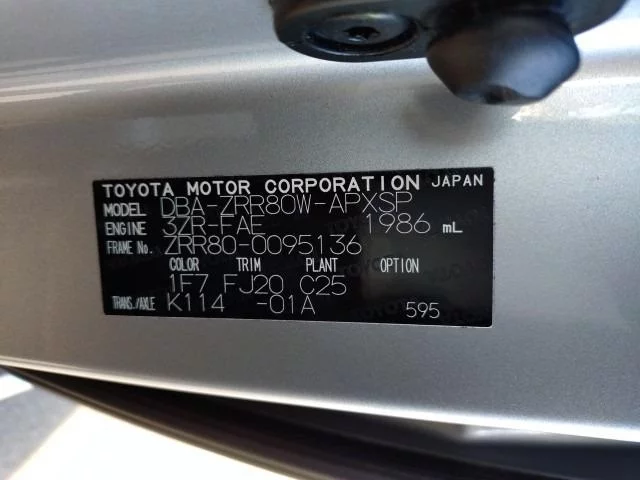 TOYOTA MOTOR CORPORATION JAPAN
MODEL DBA-ZRR80W-APXSP
ENGINE 3ZR-FAE 1986 mL
FRAME No. ZRR80-0095136
COLOR TRIM PLANT OPTION
1F7 FJ20 C25
TRANS./AXLE K114 -01A 595